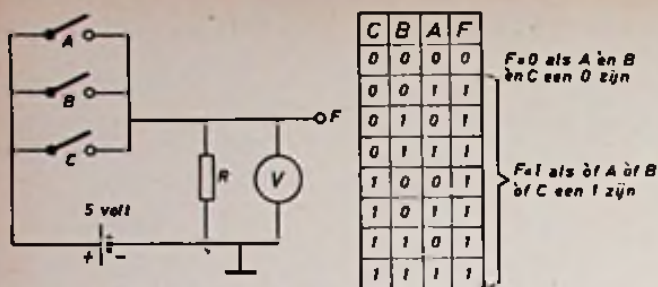 A
B
C
F
R
V
5 volt
+ -
C B A F
0 0 0 0
0 0 1 1
0 1 0 1
0 1 1 1
1 0 0 1
1 0 1 1
1 1 0 1
1 1 1 1
F=0 als A èn B
èn C een 0 zijn
F=1 als òf A òf B
òf C een 1 zijn